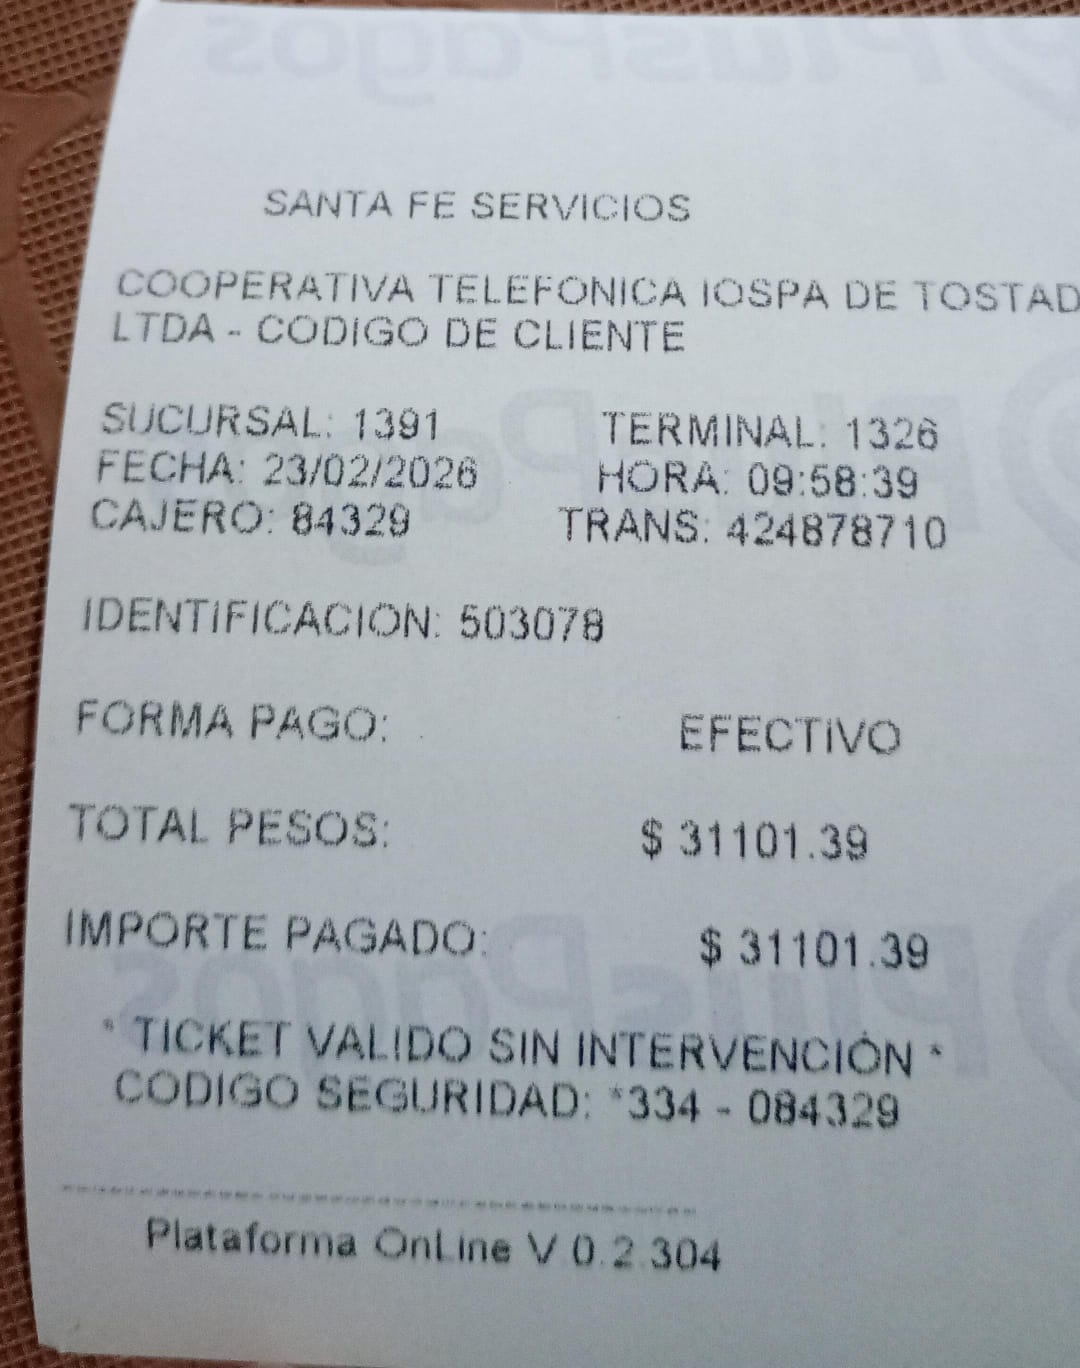 SANTA FE SERVICIOS
COOPERATIVA TELEFONICA IOSPA DE TOSTAD
LTDA - CODIGO DE CLIENTE
SUCURSAL: 1391 TERMINAL: 1326
FECHA: 23/02/2026 HORA: 09:58:39
CAJERO: 84329 TRANS: 424878710
IDENTIFICACION: 503078
FORMA PAGO: EFECTIVO
TOTAL PESOS: $ 31101.39
IMPORTE PAGADO: $ 31101.39
* TICKET VALIDO SIN INTERVENCIÓN *
CODIGO SEGURIDAD: *334 - 084329
Plataforma OnLine V 0.2.304